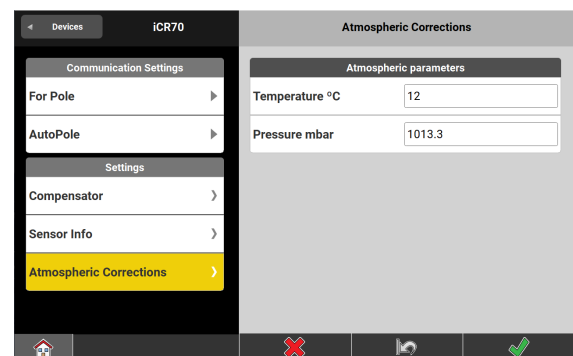 Devices
iCR70
Communication Settings
For Pole
AutoPole
Settings
Compensator
Sensor Info
Atmospheric Corrections
Atmospheric Corrections
Atmospheric parameters
Temperature ºC 12
Pressure mbar 1013.3